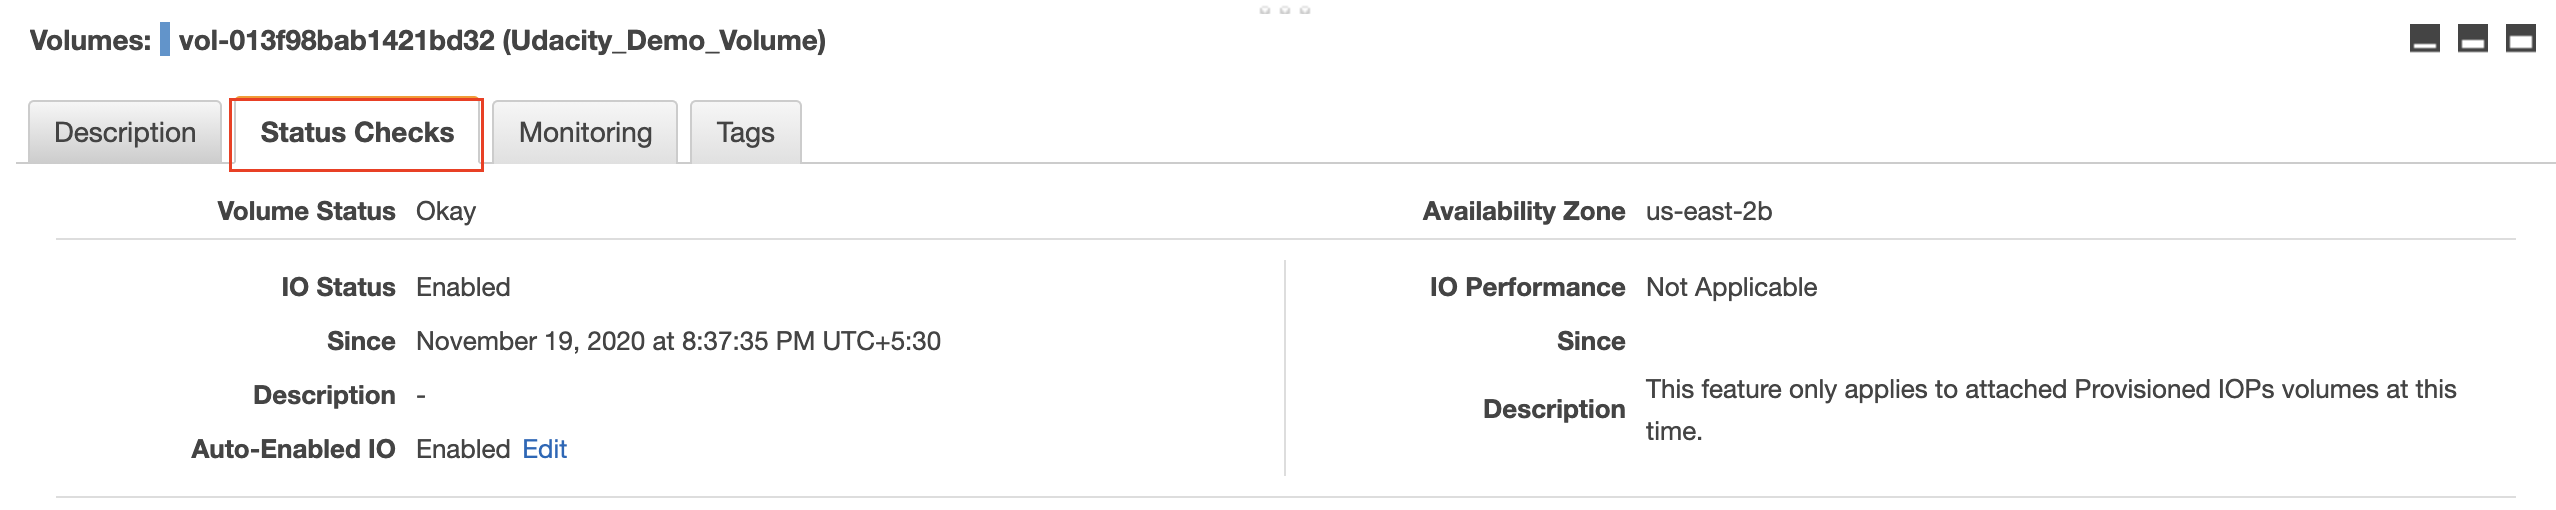 Volumes: vol-013f98bab1421bd32 (Udacity_Demo_Volume)
Description Status Checks Monitoring Tags
Volume Status Okay
Availability Zone us-east-2b
IO Status Enabled
Since November 19, 2020 at 8:37:35 PM UTC+5:30
Description -
Auto-Enabled IO Enabled Edit
IO Performance Not Applicable
Since
Description This feature only applies to attached Provisioned IOPs volumes at this
time.